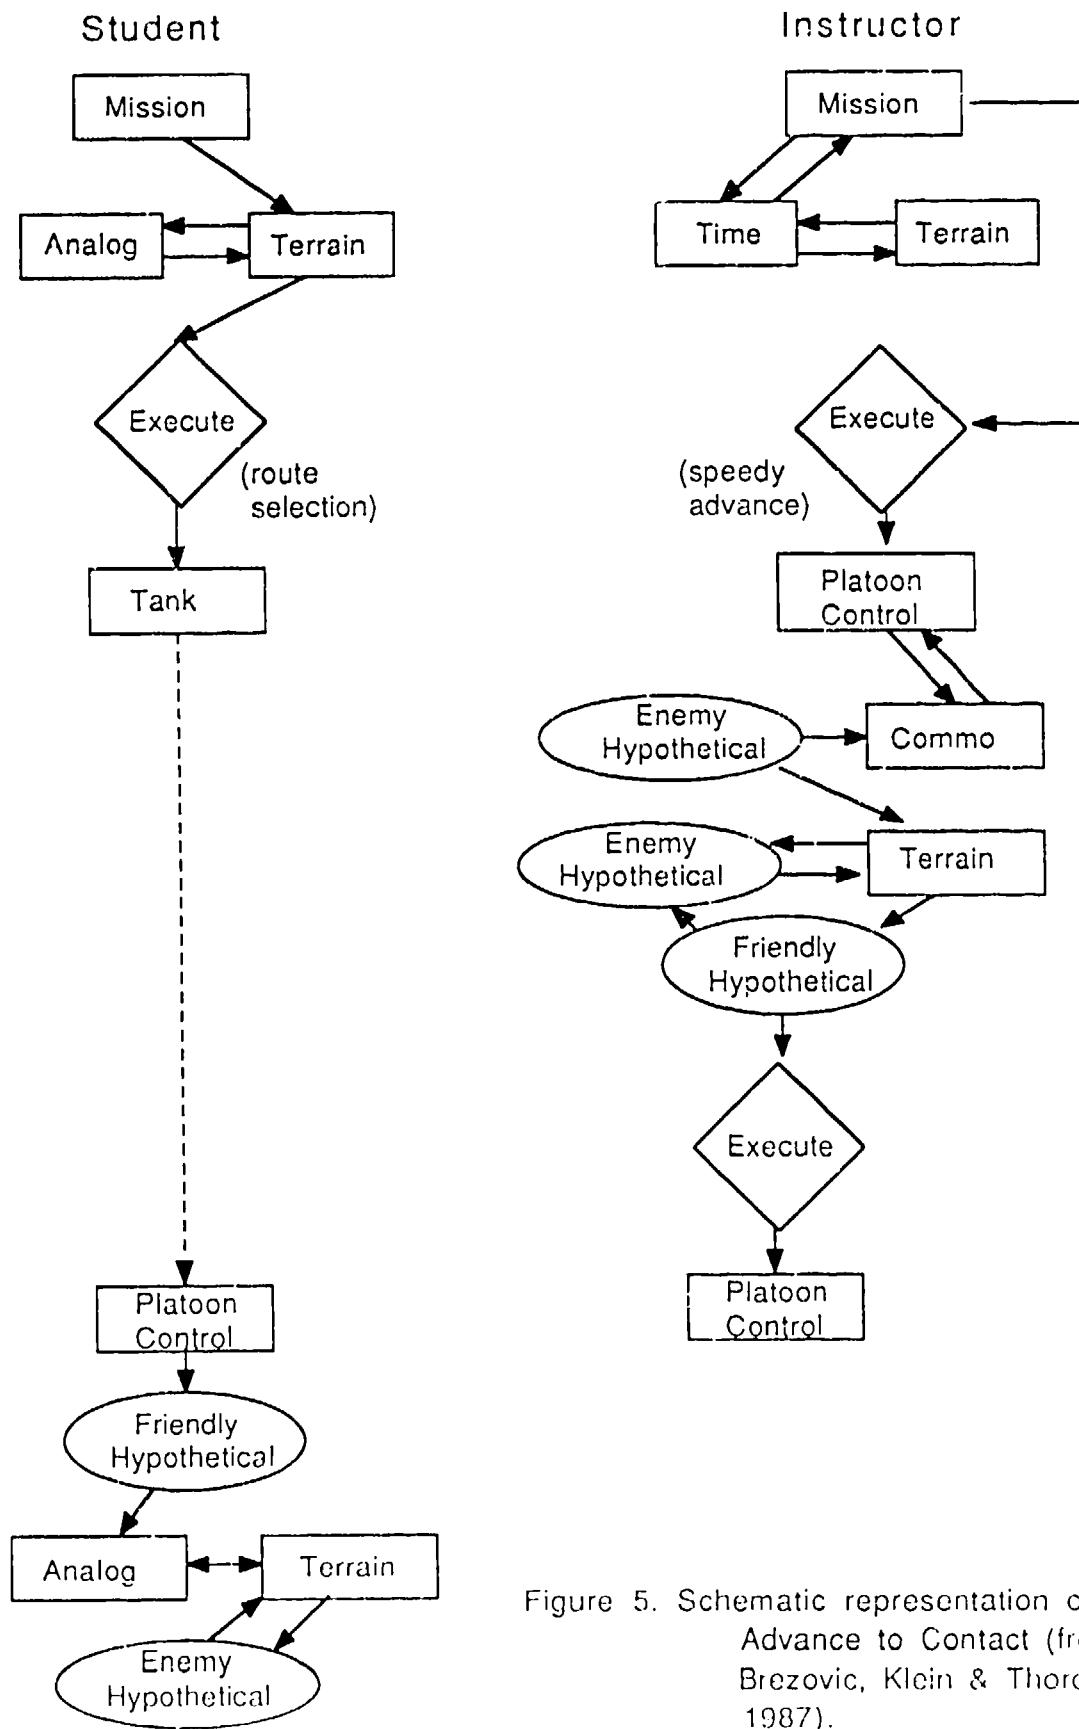 Student
Mission
Analog
Terrain
Execute
(route
selection)
Tank
Platoon
Control
Friendly
Hypothetical
Analog
Terrain
Enemy
Hypothetical
Instructor
Mission
Time
Terrain
Execute
(speedy
advance)
Platoon
Control
Enemy
Hypothetical
Commo
Enemy
Hypothetical
Terrain
Friendly
Hypothetical
Execute
Platoon
Control
Figure 5. Schematic representation
Advance to Contact
Brezovic, Klein &
1987).